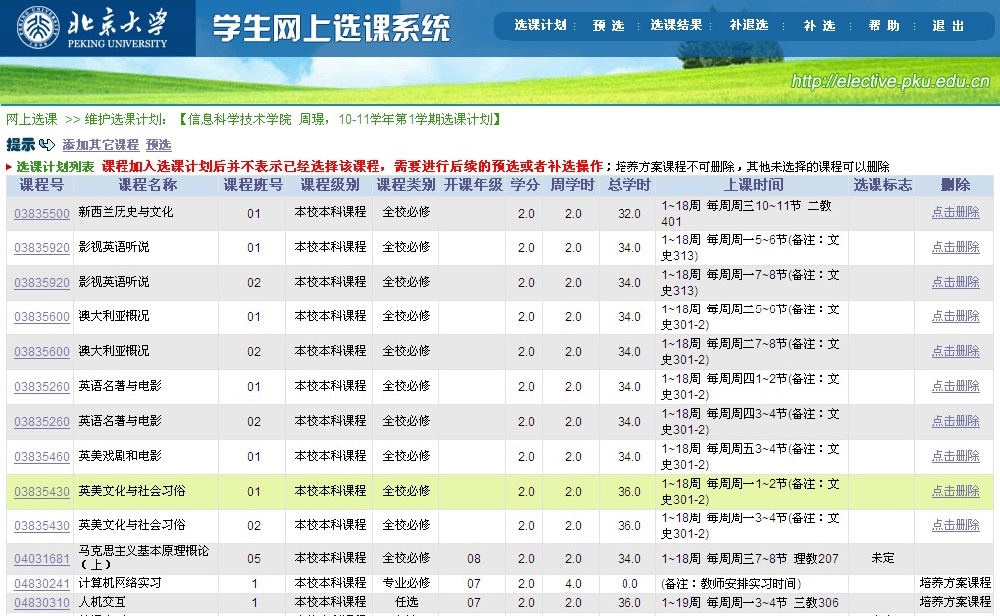 北京大学 PEKING UNIVERSITY
学生网上选课系统
选课计划 : 预 选 : 选课结果 : 补退选 : 补 选 : 帮 助 : 退 出
http://elective.pku.edu.cn
网上选课 >> 维护选课计划: 【信息科学技术学院 周璟, 10-11学年第1学期选课计划】
提示 添加其它课程 预选
选课计划列表 课程加入选课计划后并不表示已经选择该课程，需要进行后续的预选或者补选操作；培养方案课程不可删除，其他未选择的课程可以删除
课程号 课程名称 课程班号 课程级别 课程类别 开课年级 学分 周学时 总学时 上课时间 选课标志 删除
03835500 新西兰历史与文化 01 本校本科课程 全校必修 2.0 2.0 32.0 1~18周 每周周三10~11节 二教
401 点击删除
03835920 影视英语听说 01 本校本科课程 全校必修 2.0 2.0 34.0 1~18周 每周周一5~6节(备注：文
史313) 点击删除
03835920 影视英语听说 02 本校本科课程 全校必修 2.0 2.0 34.0 1~18周 每周周一7~8节(备注：文
史313) 点击删除
03835600 澳大利亚概况 01 本校本科课程 全校必修 2.0 2.0 34.0 1~18周 每周周二5~6节(备注：文
史301-2) 点击删除
03835600 澳大利亚概况 02 本校本科课程 全校必修 2.0 2.0 34.0 1~18周 每周周二7~8节(备注：文
史301-2) 点击删除
03835260 英语名著与电影 01 本校本科课程 全校必修 2.0 2.0 34.0 1~18周 每周周四1~2节(备注：文
史301-2) 点击删除
03835260 英语名著与电影 02 本校本科课程 全校必修 2.0 2.0 34.0 1~18周 每周周四3~4节(备注：文
史301-2) 点击删除
03835460 英美戏剧和电影 01 本校本科课程 全校必修 2.0 2.0 34.0 1~18周 每周周五3~4节(备注：文
史301-2) 点击删除
03835430 英美文化与社会习俗 01 本校本科课程 全校必修 2.0 2.0 36.0 1~18周 每周周一1~2节(备注：文
史301-2) 点击删除
03835430 英美文化与社会习俗 02 本校本科课程 全校必修 2.0 2.0 36.0 1~18周 每周周一3~4节(备注：文
史301-2) 点击删除
04031681 马克思主义基本原理概论
（上） 05 本校本科课程 全校必修 08 2.0 2.0 34.0 1~18周 每周周三7~8节 理教207 未定
04830241 计算机网络实习 1 本校本科课程 专业必修 07 2.0 4.0 0.0 (备注：教师安排实习时间) 培养方案课程
04830310 人机交互 1 本校本科课程 任选 07 2.0 2.0 36.0 1~19周 每周周一3~4节 三教306 培养方案课程